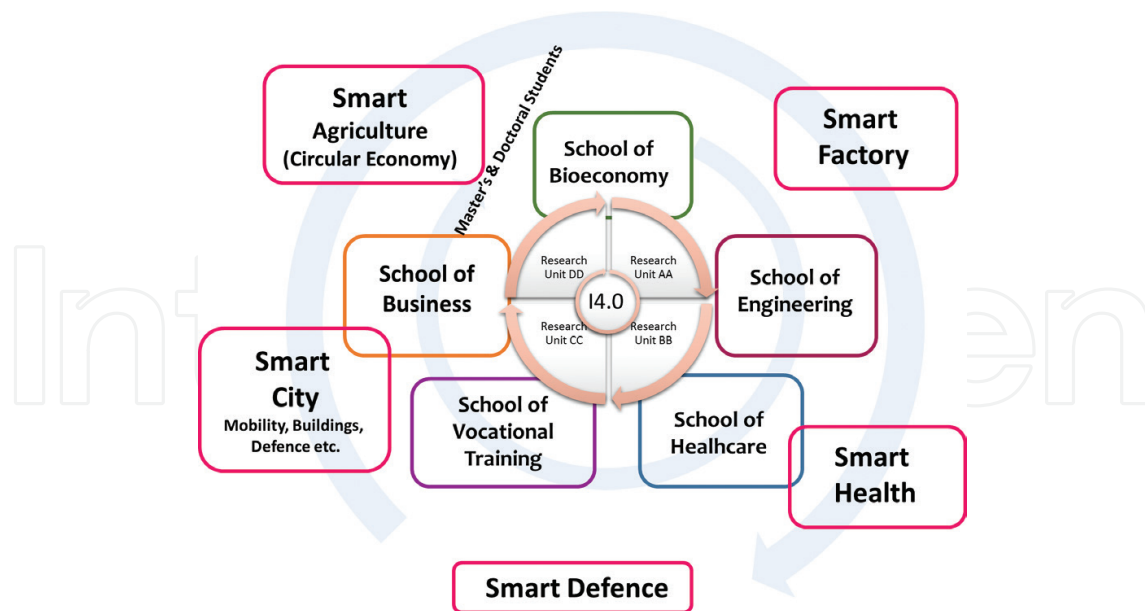 Smart
Agriculture
(Circular Economy)
Master's & Doctoral Students
School of
Bioeconomy
Smart
Factory
School of
Business
Research
Unit DD
Research
Unit AA
School of
Engineering
I4.0
Research
Unit CC
Research
Unit BB
Smart
City
Mobility, Buildings,
Defence etc.
School of
Vocational
Training
School of
Healhcare
Smart
Health
Smart Defence